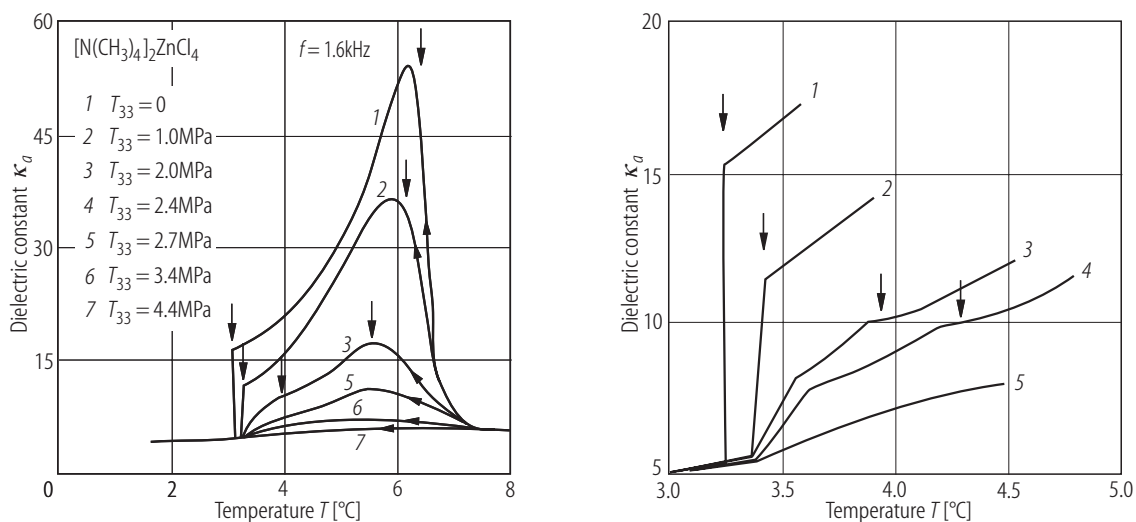 60
45
30
15
0
Dielectric constant κa
[N(CH3)4]2ZnCl4
f = 1.6kHz
1 T33 = 0
2 T33 = 1.0MPa
3 T33 = 2.0MPa
4 T33 = 2.4MPa
5 T33 = 2.7MPa
6 T33 = 3.4MPa
7 T33 = 4.4MPa
1
2
3
5
6
7
2 4 6 8
Temperature T [°C]
20
15
10
5
Dielectric constant κa
1
2
3
4
5
3.0 3.5 4.0 4.5 5.0
Temperature T [°C]